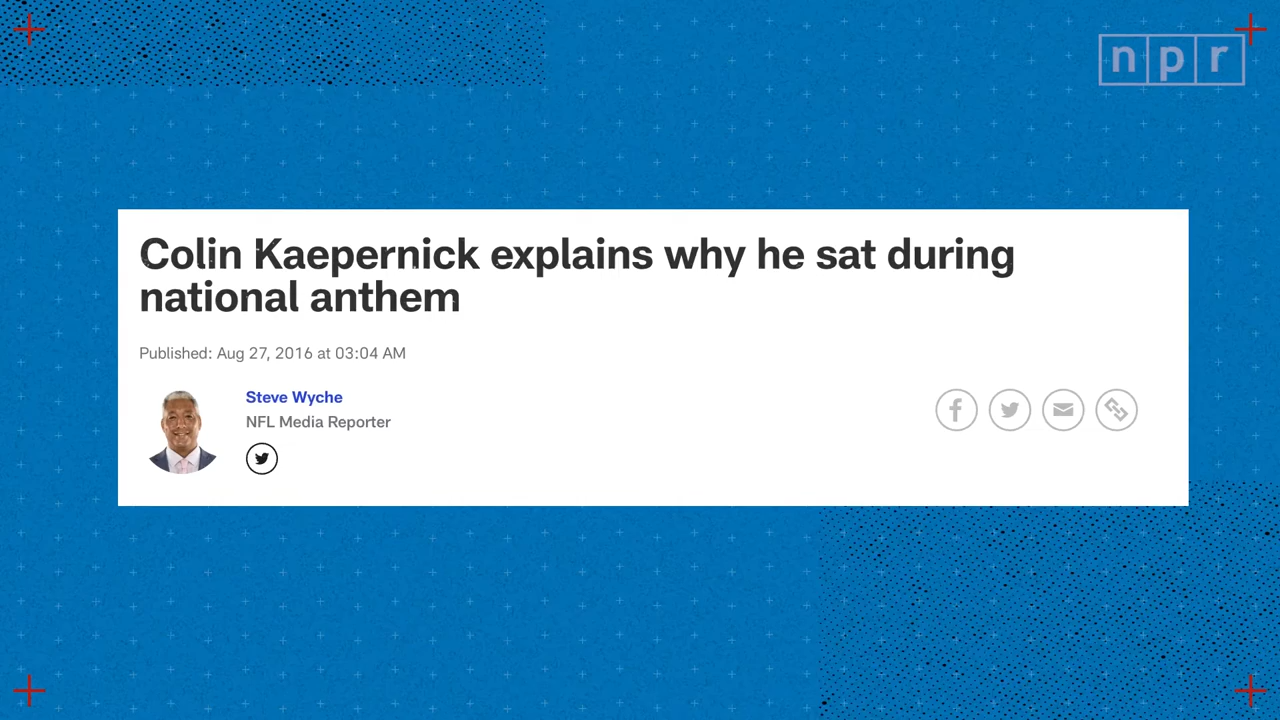 npr
Colin Kaepernick explains why he sat during
national anthem
Published: Aug 27, 2016 at 03:04 AM
Steve Wyche
NFL Media Reporter